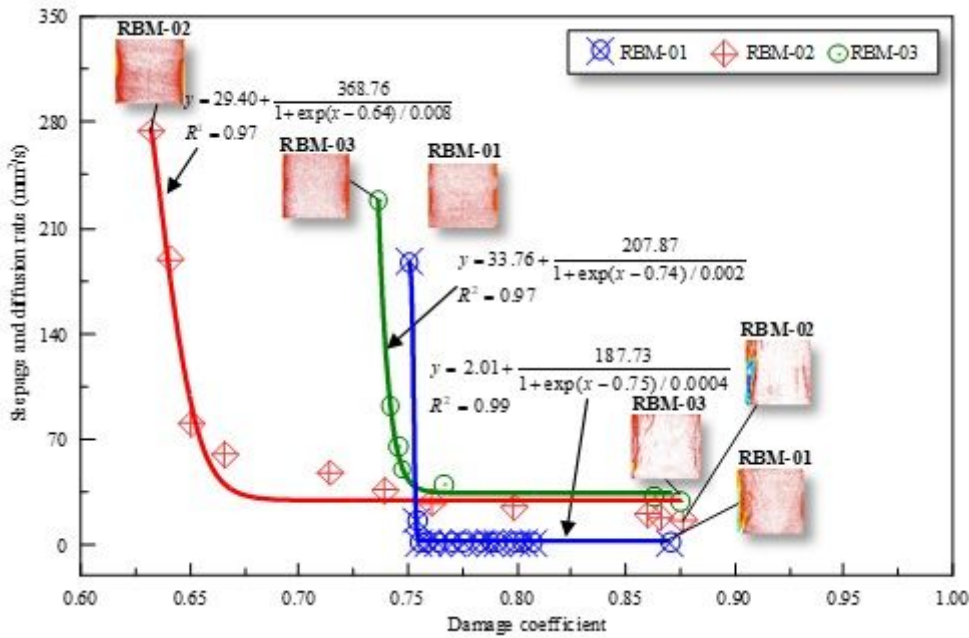 350
280
210
140
70
0
Seepage and diffusion rate (mm²/s)
0.60 0.65 0.70 0.75 0.80 0.85 0.90 0.95 1.00
Damage coefficient
RBM-01 RBM-02 RBM-03
RBM-02
y = 29.40 + 368.76 / 1+exp(x−0.64)/0.008
R² = 0.97
RBM-03
RBM-01
y = 33.76 + 207.87 / 1+exp(x−0.74)/0.002
R² = 0.97
y = 2.01 + 187.73 / 1+exp(x−0.75)/0.0004
R² = 0.99
RBM-02
RBM-03
RBM-01